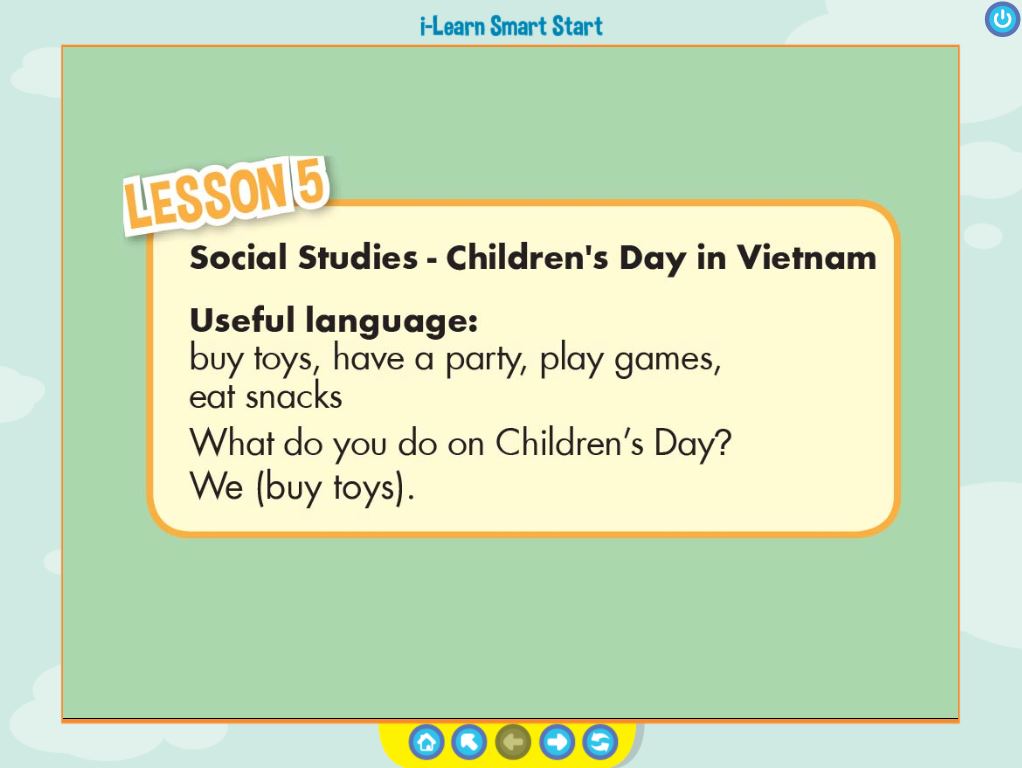 i-Learn Smart Start
LESSON 5
Social Studies - Children's Day in Vietnam
Useful language:
buy toys, have a party, play games,
eat snacks
What do you do on Children’s Day?
We (buy toys).